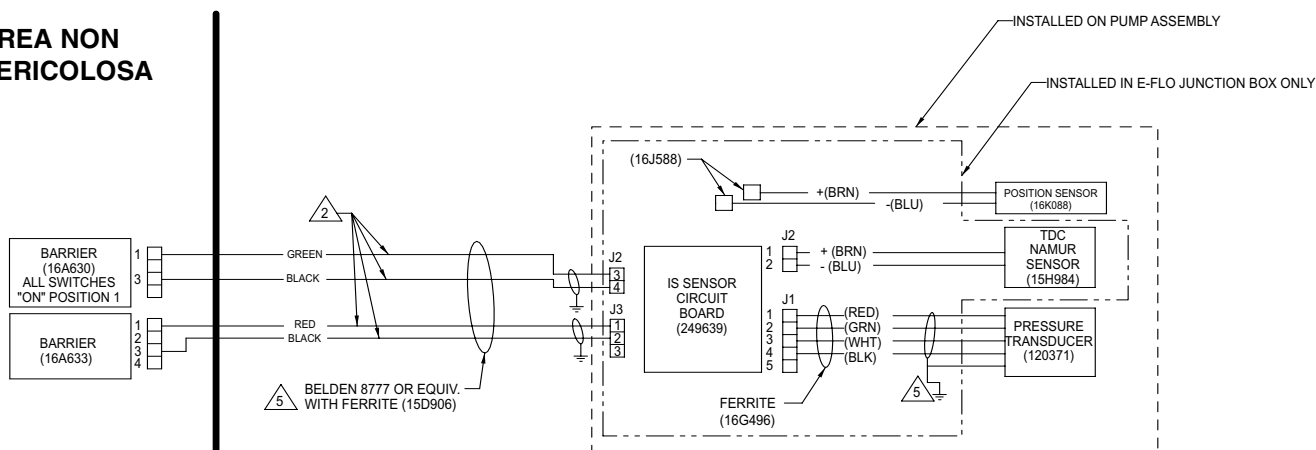 REA NON
ERICOLOSA
INSTALLED ON PUMP ASSEMBLY
INSTALLED IN E-FLO JUNCTION BOX ONLY
(16J588)
+(BRN)
-(BLU)
POSITION SENSOR
(16K088)
2
BARRIER
(16A630)
ALL SWITCHES
"ON" POSITION 1
1
3
GREEN
BLACK
J2
3
4
IS SENSOR
CIRCUIT
BOARD
(249639)
J2
1
2
+ (BRN)
- (BLU)
TDC
NAMUR
SENSOR
(15H984)
BARRIER
(16A633)
1
2
3
4
RED
BLACK
J3
1
2
3
J1
1
2
3
4
5
(RED)
(GRN)
(WHT)
(BLK)
PRESSURE
TRANSDUCER
(120371)
5
BELDEN 8777 OR EQUIV.
WITH FERRITE (15D906)
FERRITE
(16G496)
5